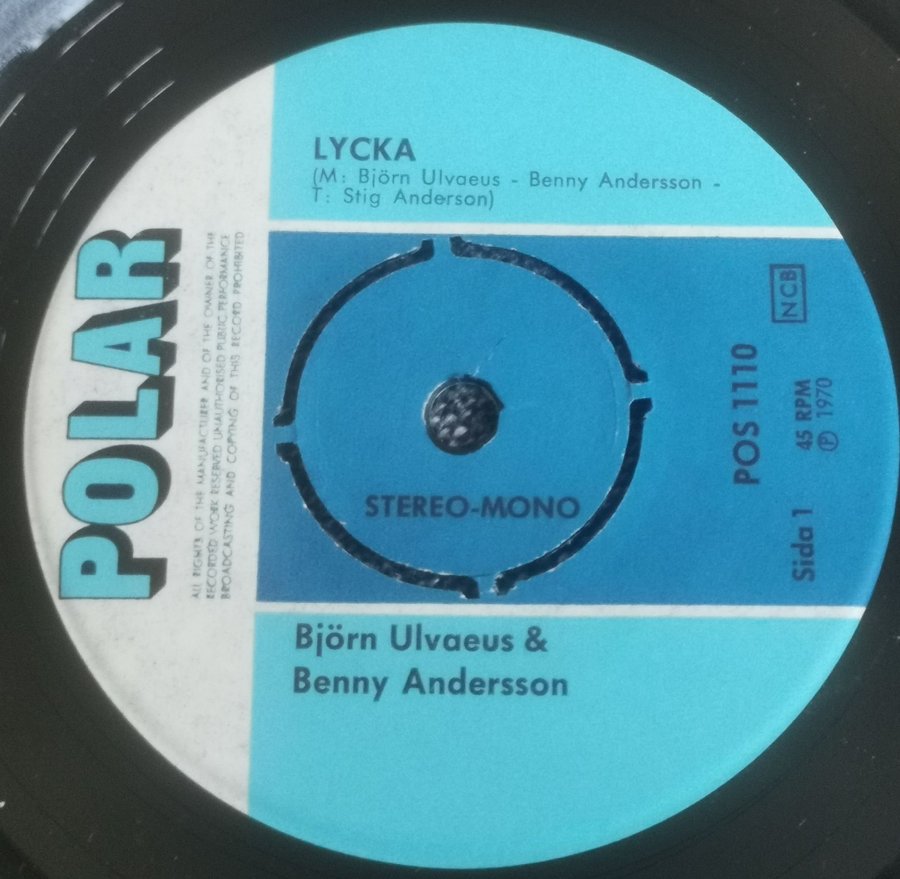 POLAR
ALL RIGHTS OF THE MANUFACTURER AND OF THE OWNER OF THE
RECORDED WORK RESERVED UNAUTHORISED PUBLIC PERFORMANCE
BROADCASTING AND COPYING OF THIS RECORD PROHIBITED
LYCKA
(M: Björn Ulvaeus - Benny Andersson -
T: Stig Anderson)
STEREO-MONO
NCB
POS 1110
45 RPM
Ⓟ 1970
Sida 1
Björn Ulvaeus &
Benny Andersson